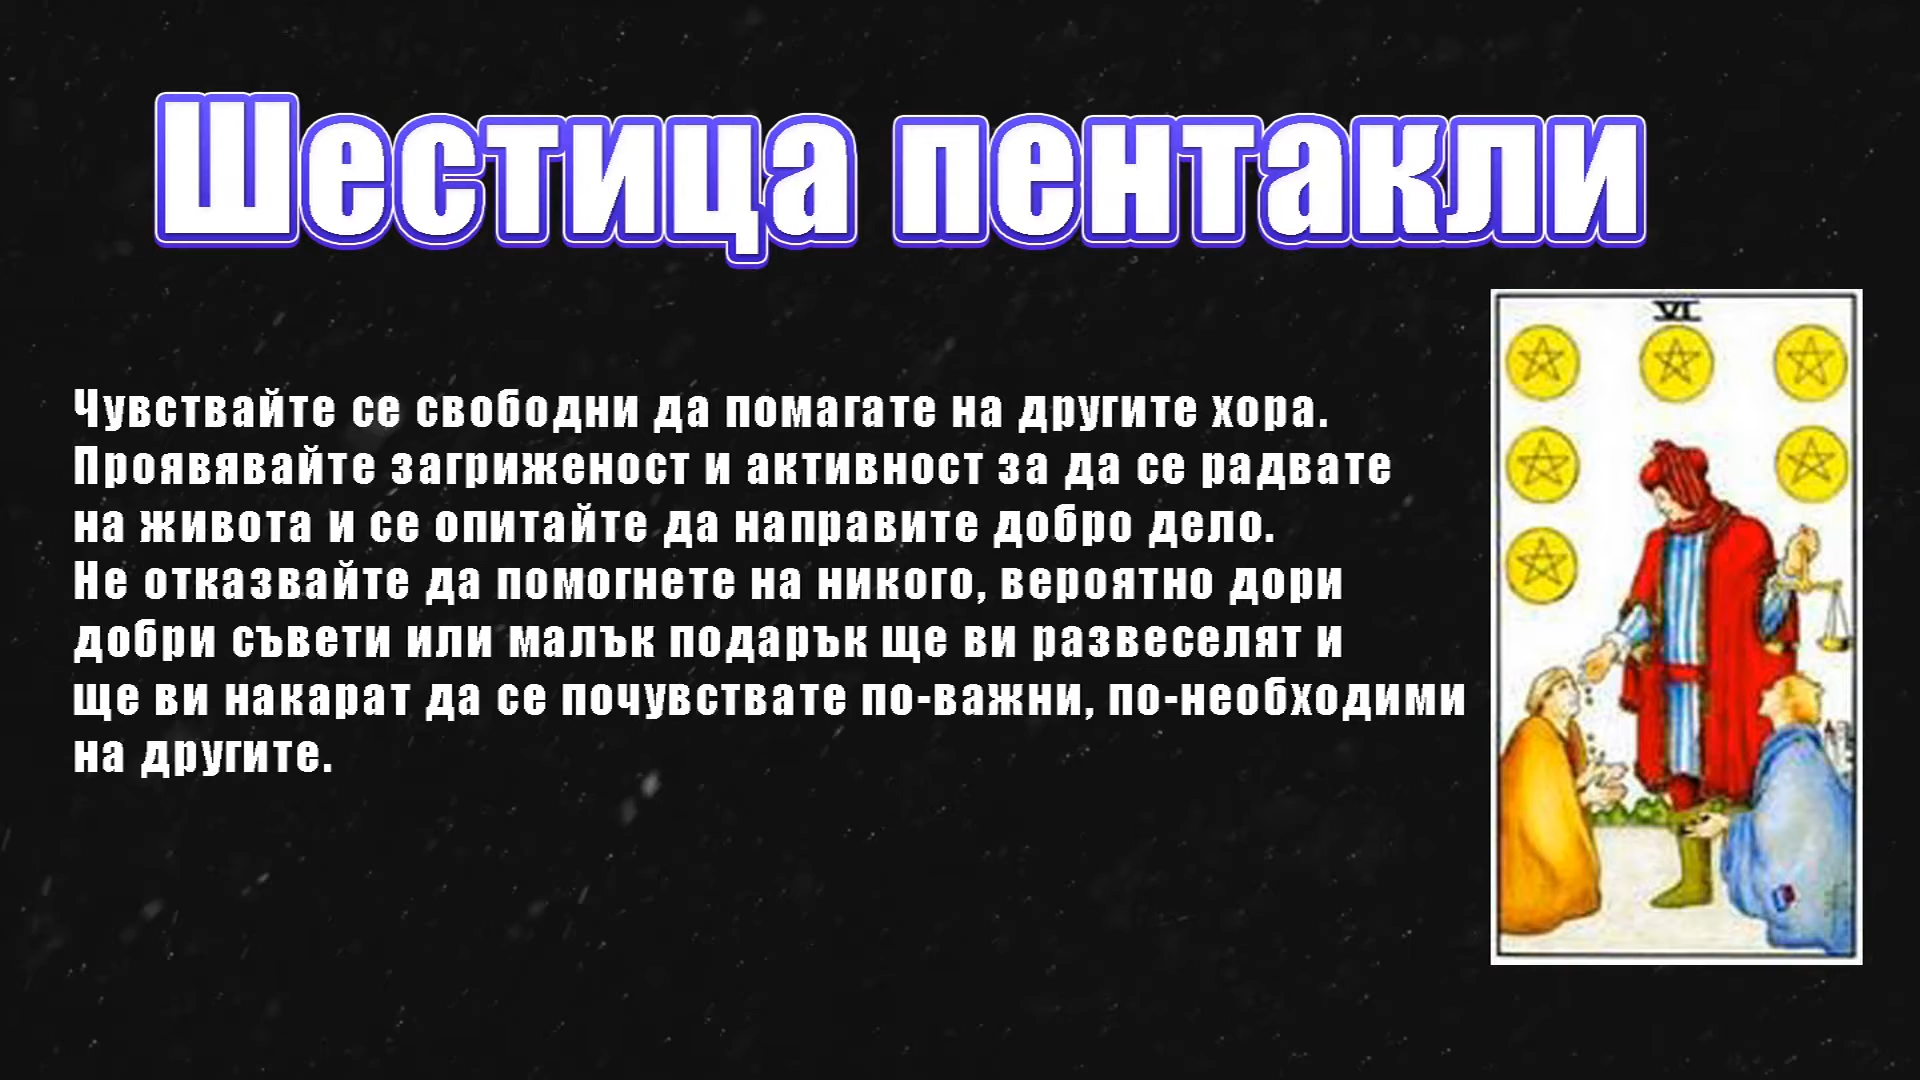 Шестица пентакли
VI
Чувствайте се свободни да помагате на другите хора.
Проявявайте загриженост и активност за да се радвате
на живота и се опитайте да направите добро дело.
Не отказвайте да помогнете на никого, вероятно дори
добри съвети или малък подарък ще ви развеселят и
ще ви накарат да се почувствате по-важни, по-необходими
на другите.